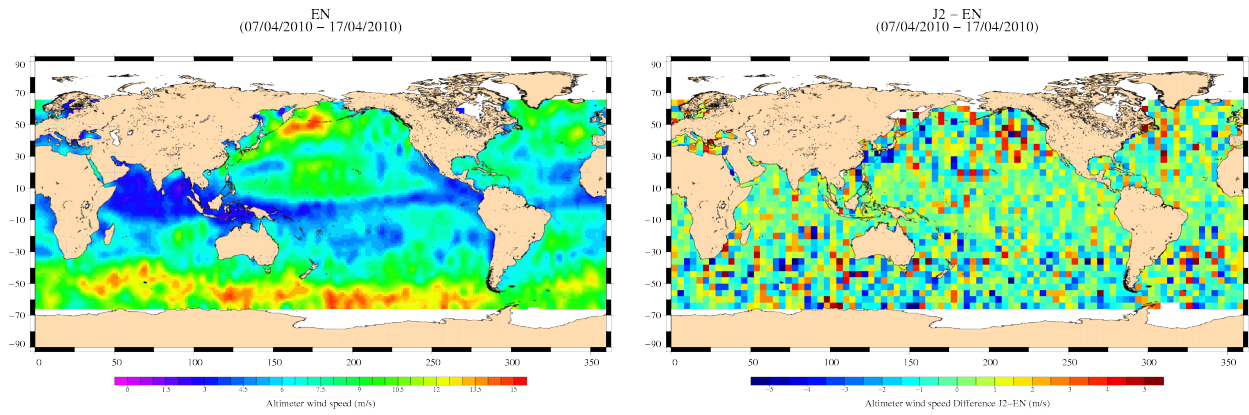 EN
(07/04/2010 – 17/04/2010)
90
70
50
30
10
−10
−30
−50
−70
−90
0 50 100 150 200 250 300 350
0 1.5 3 4.5 6 7.5 9 10.5 12 13.5 15
Altimeter wind speed (m/s)
J2 – EN
(07/04/2010 – 17/04/2010)
90
70
50
30
10
−10
−30
−50
−70
−90
0 50 100 150 200 250 300 350
−5 −4 −3 −2 −1 0 1 2 3 4 5
Altimeter wind speed Difference J2−EN (m/s)